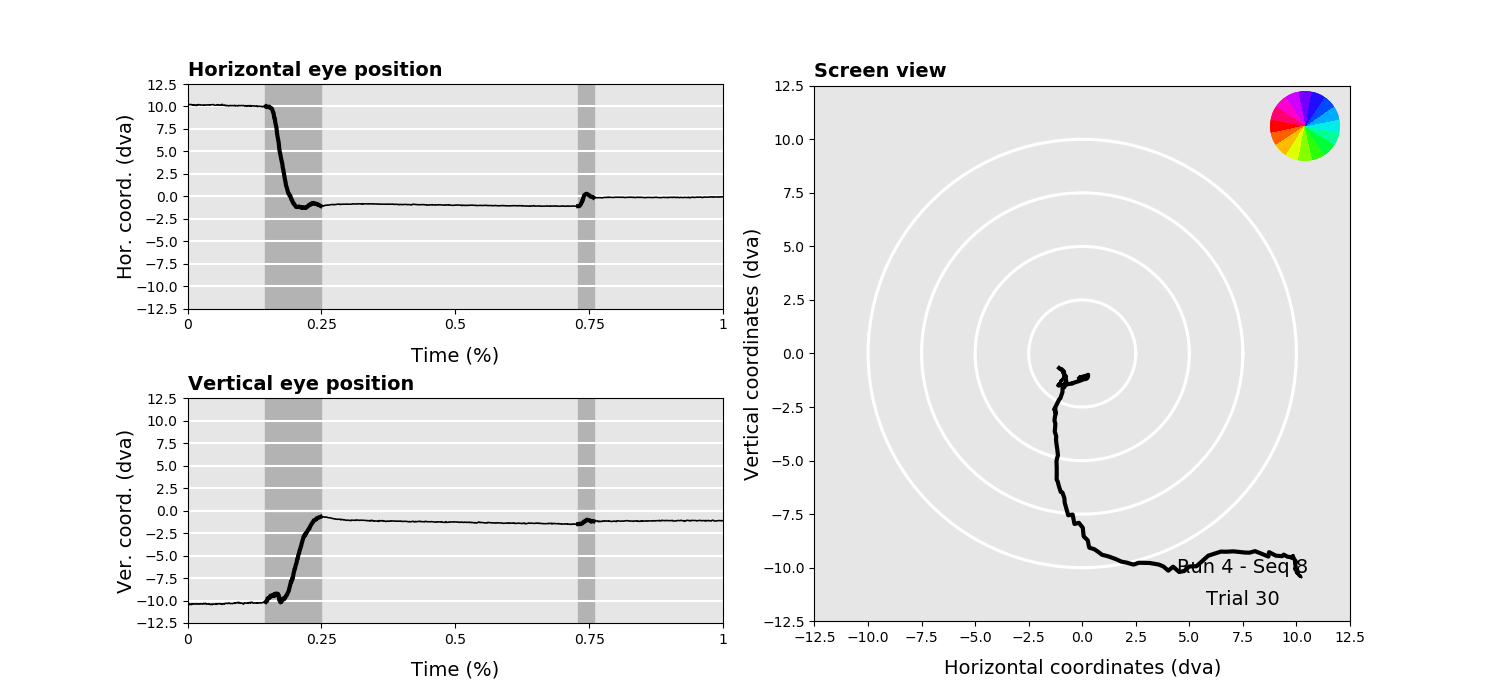 Horizontal eye position
12.5
10.0
7.5
5.0
2.5
0.0
−2.5
−5.0
−7.5
−10.0
−12.5
Hor. coord. (dva)
0 0.25 0.5 0.75 1
Time (%)
Vertical eye position
12.5
10.0
7.5
5.0
2.5
0.0
−2.5
−5.0
−7.5
−10.0
−12.5
Ver. coord. (dva)
0 0.25 0.5 0.75 1
Time (%)
Screen view
12.5
10.0
7.5
5.0
2.5
0.0
−2.5
−5.0
−7.5
−10.0
−12.5
Vertical coordinates (dva)
Run 4 - Seq 8
Trial 30
−12.5 −10.0 −7.5 −5.0 −2.5 0.0 2.5 5.0 7.5 10.0 12.5
Horizontal coordinates (dva)